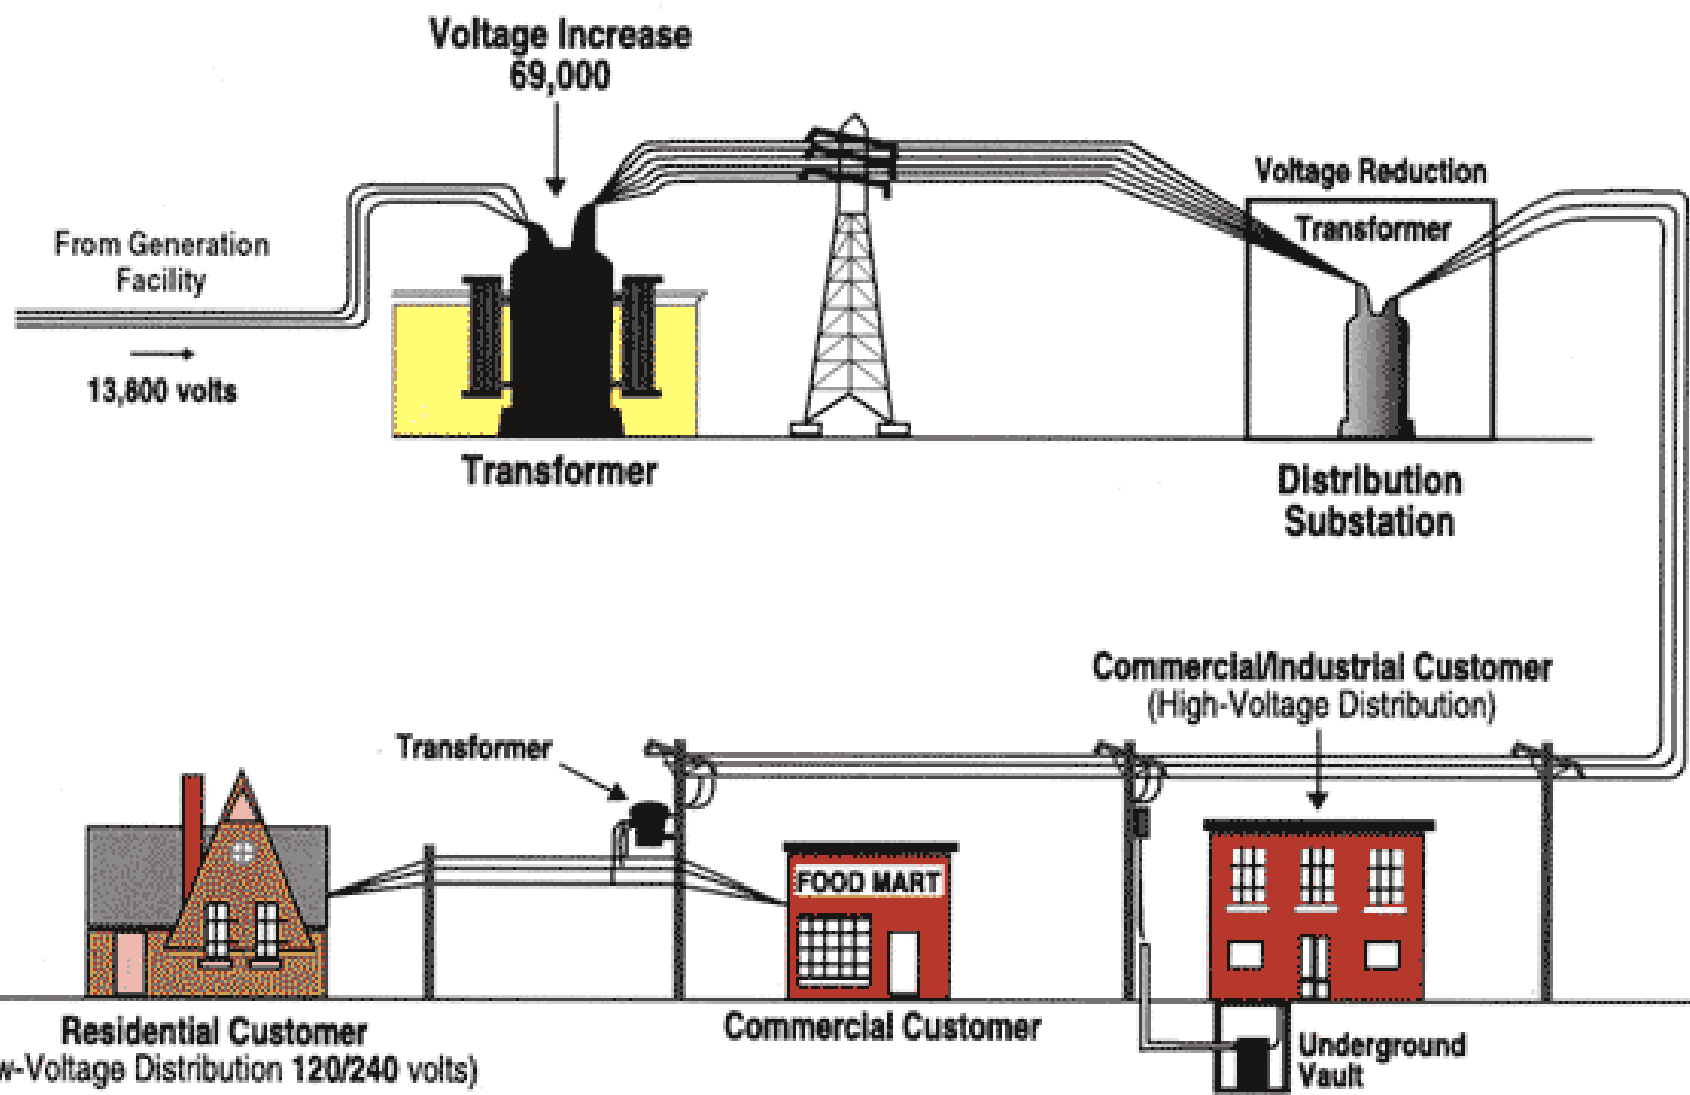 Voltage Increase
69,000
From Generation
Facility
13,800 volts
Transformer
Voltage Reduction
Transformer
Distribution
Substation
Commercial/Industrial Customer
(High-Voltage Distribution)
Transformer
FOOD MART
Residential Customer
w-Voltage Distribution 120/240 volts)
Commercial Customer
Underground
Vault